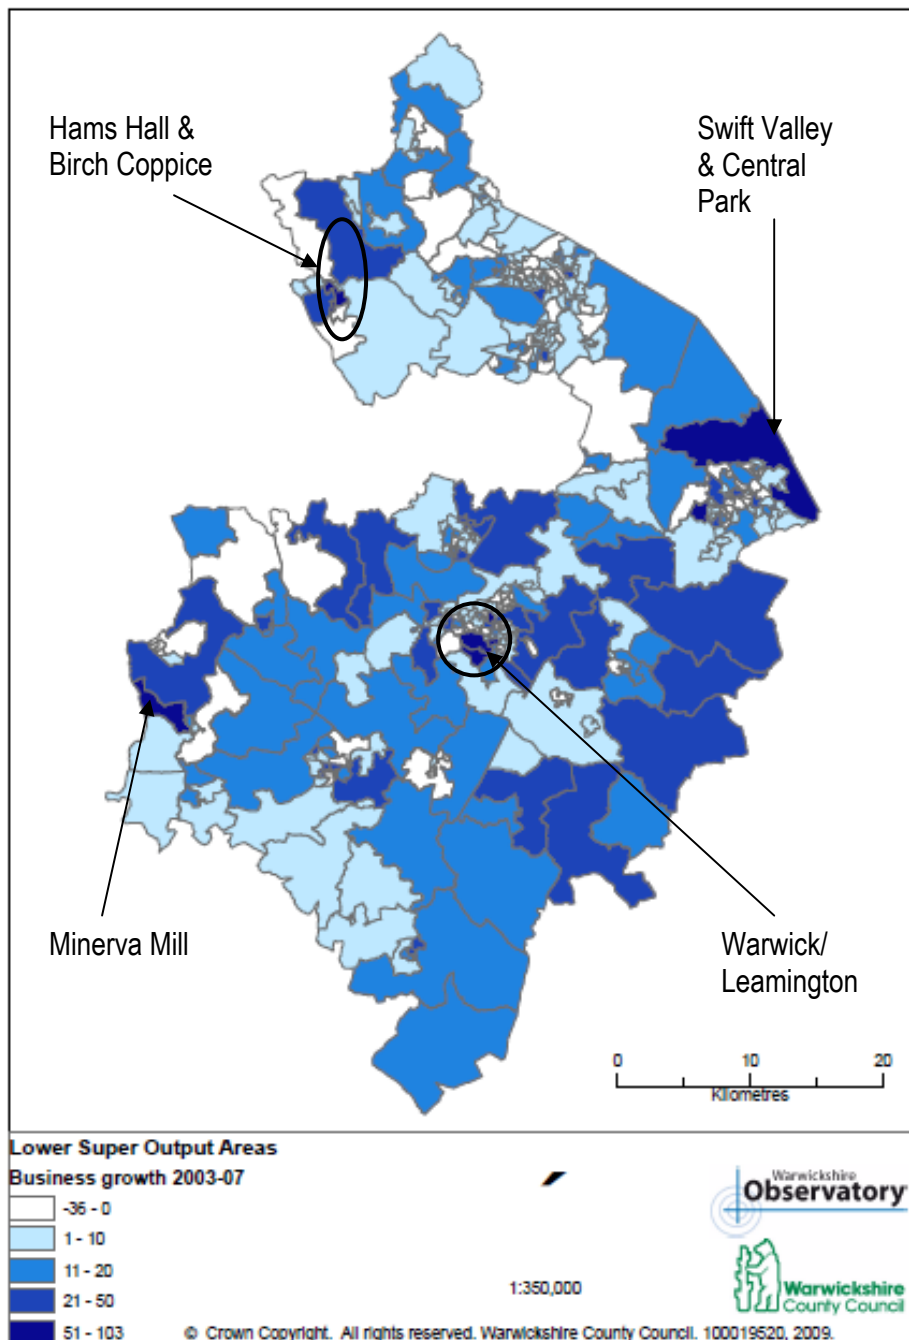 Hams Hall &
Birch Coppice
Swift Valley
& Central
Park
Minerva Mill
Warwick/
Leamington
0 10 20
Kilometres
Lower Super Output Areas
Business growth 2003-07
-36 - 0
1 - 10
11 - 20
21 - 50
51 - 103
1:350,000
Warwickshire
Observatory
Warwickshire
County Council
© Crown Copyright. All rights reserved. Warwickshire County Council. 100019520, 2009.